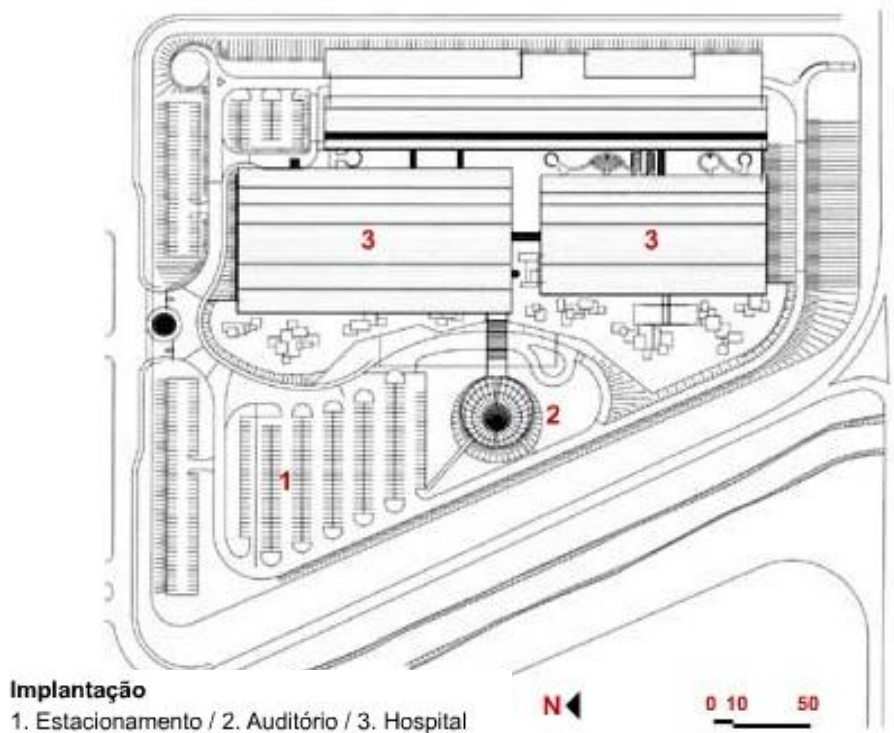 3 3
2
1
Implantação
1. Estacionamento / 2. Auditório / 3. Hospital
N 0 10 50